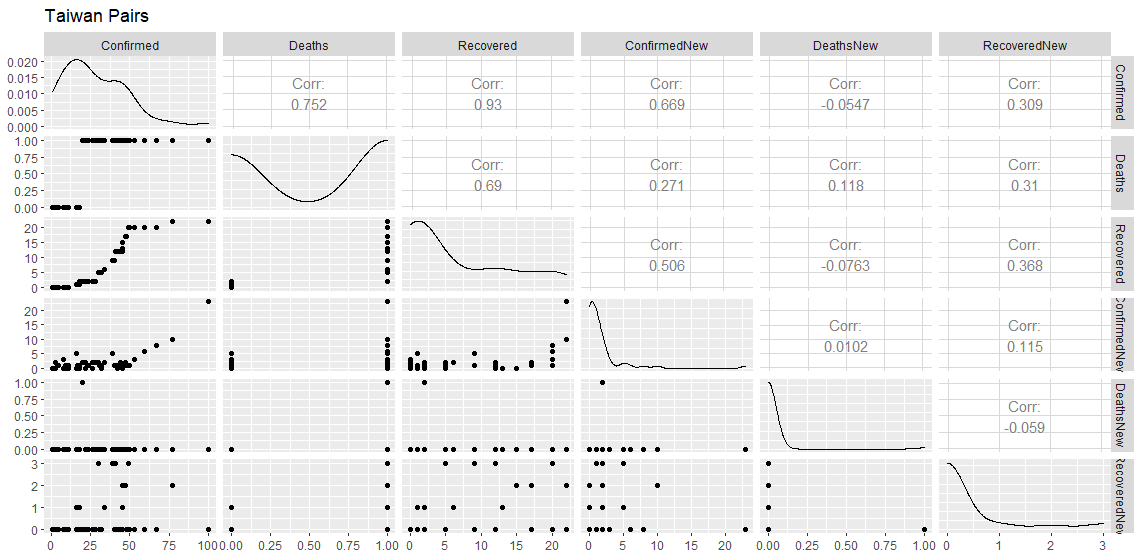 Taiwan Pairs
Confirmed Deaths Recovered ConfirmedNew DeathsNew RecoveredNew
0.020
0.015
0.010
0.005
0.000
Corr:
0.752
Corr:
0.93
Corr:
0.669
Corr:
-0.0547
Corr:
0.309
Confirmed
1.00
0.75
0.50
0.25
0.00
Corr:
0.69
Corr:
0.271
Corr:
0.118
Corr:
0.31
Deaths
20
15
10
5
0
Corr:
0.506
Corr:
-0.0763
Corr:
0.368
Recovered
20
15
10
5
0
Corr:
0.0102
Corr:
0.115
ConfirmedNew
1.00
0.75
0.50
0.25
0.00
Corr:
-0.059
DeathsNew
3
2
1
0
RecoveredNew
0 25 50 75 100
0.00 0.25 0.50 0.75 1.00
0 5 10 15 20
0 5 10 15 20
0.00 0.25 0.50 0.75 1.00
0 1 2 3